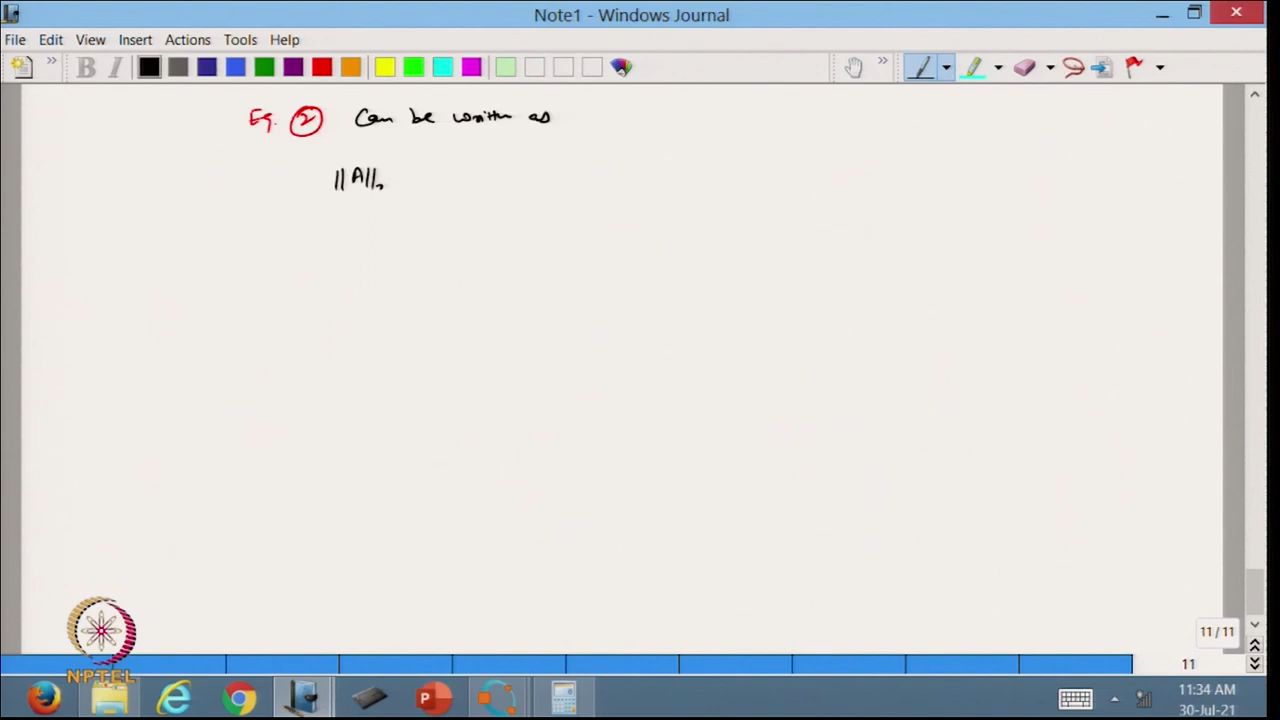 Note1 - Windows Journal
File Edit View Insert Actions Tools Help
B I
Eq. 2 Can be written as
||A||2
11 / 11
11
NPTEL
11:34 AM
30-Jul-21